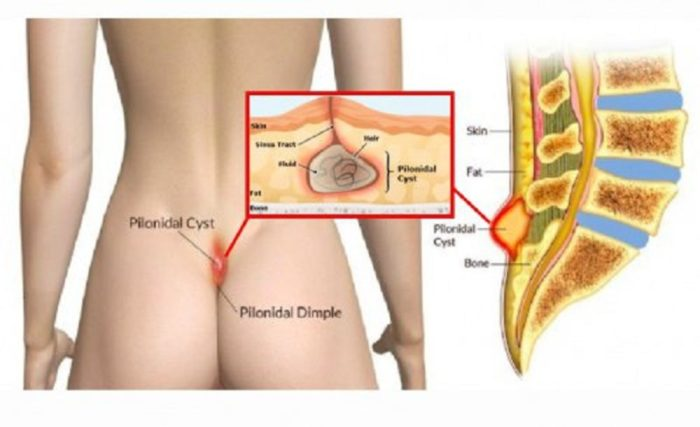 Pilonidal Cyst
Pilonidal Dimple
Skin
Sinus Tract
Hair
Fluid
Pilonidal
Cyst
Fat
Bone
Skin
Fat
Pilonidal
Cyst
Bone